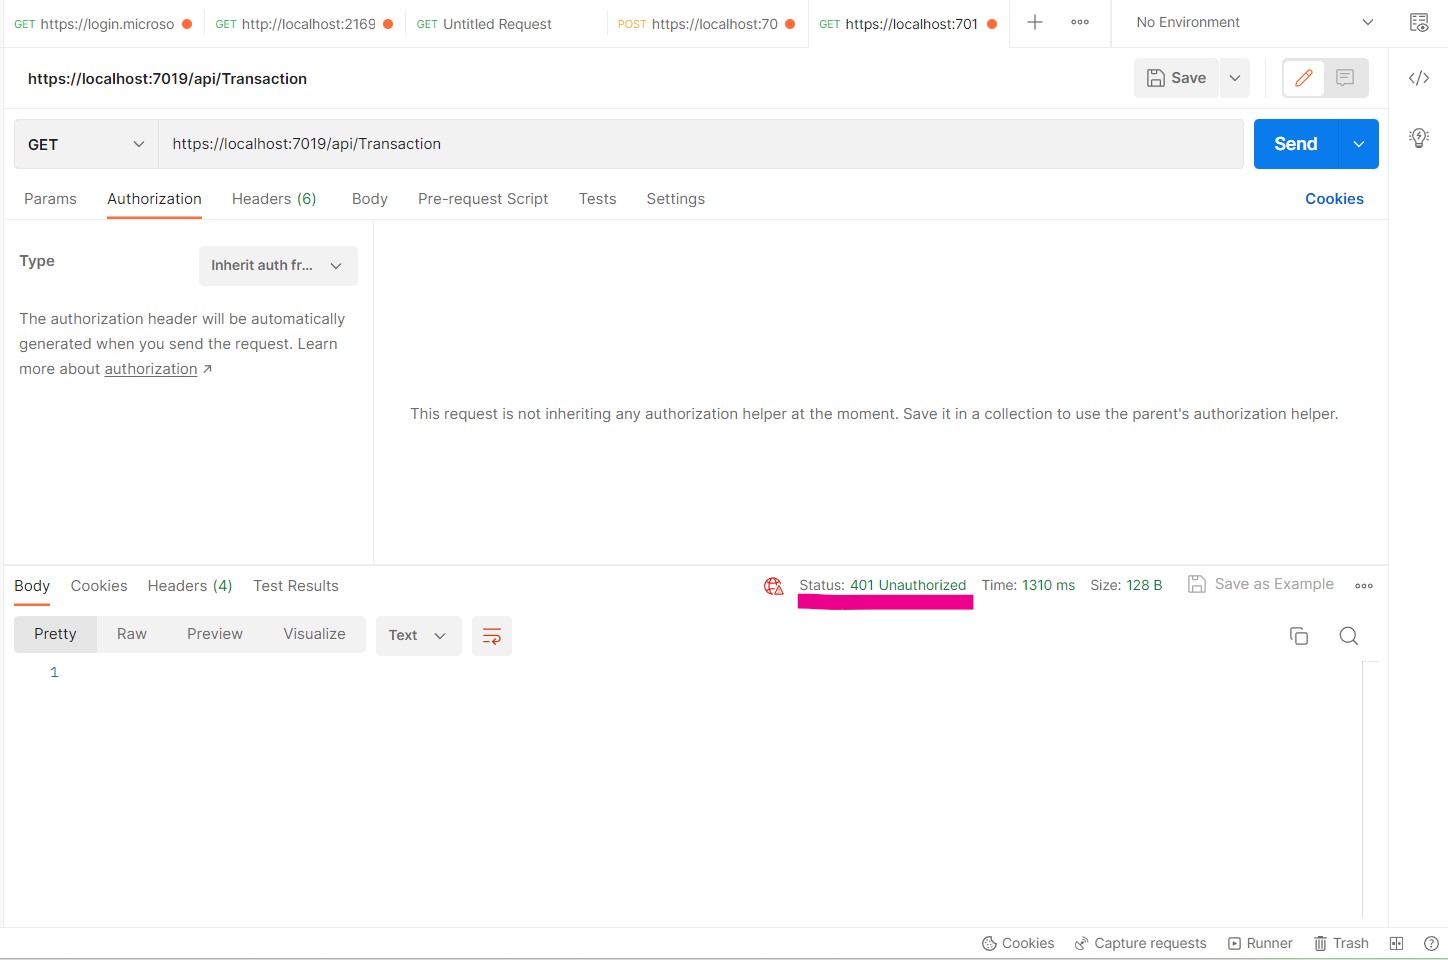 GET https://login.microso GET http://localhost:2169 GET Untitled Request POST https://localhost:70 GET https://localhost:701 No Environment
https://localhost:7019/api/Transaction Save
GET https://localhost:7019/api/Transaction Send
Params Authorization Headers (6) Body Pre-request Script Tests Settings Cookies
Type Inherit auth fr...
The authorization header will be automatically
generated when you send the request. Learn
more about authorization
This request is not inheriting any authorization helper at the moment. Save it in a collection to use the parent's authorization helper.
Body Cookies Headers (4) Test Results Status: 401 Unauthorized Time: 1310 ms Size: 128 B Save as Example
Pretty Raw Preview Visualize Text
1
Cookies Capture requests Runner Trash